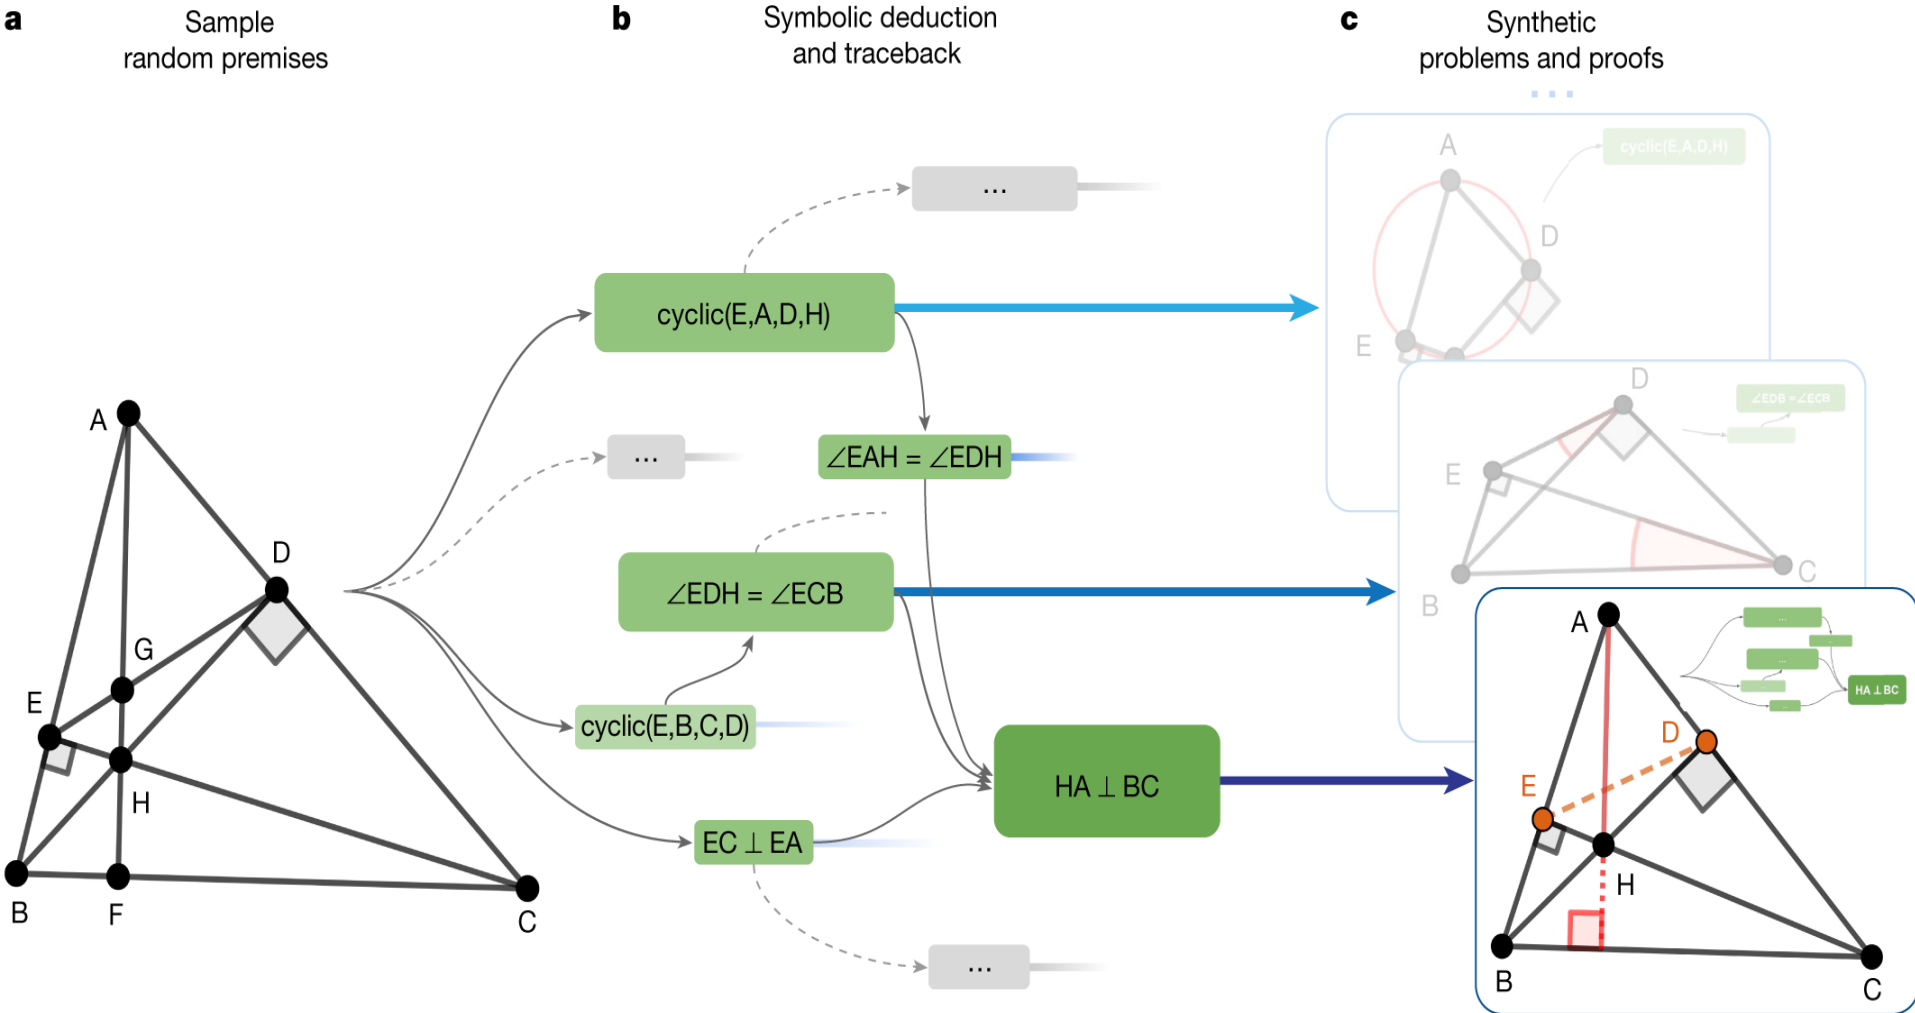 a
Sample
random premises
b
Symbolic deduction
and traceback
c
Synthetic
problems and proofs
...
A
D
G
E
H
B
F
C
...
cyclic(E,A,D,H)
...
∠EAH = ∠EDH
∠EDH = ∠ECB
cyclic(E,B,C,D)
EC ⊥ EA
HA ⊥ BC
...
A
cyclic(E,A,D,H)
D
E
D
∠EDB = ∠ECB
E
C
B
A
...
...
HA ⊥ BC
D
E
H
B
C